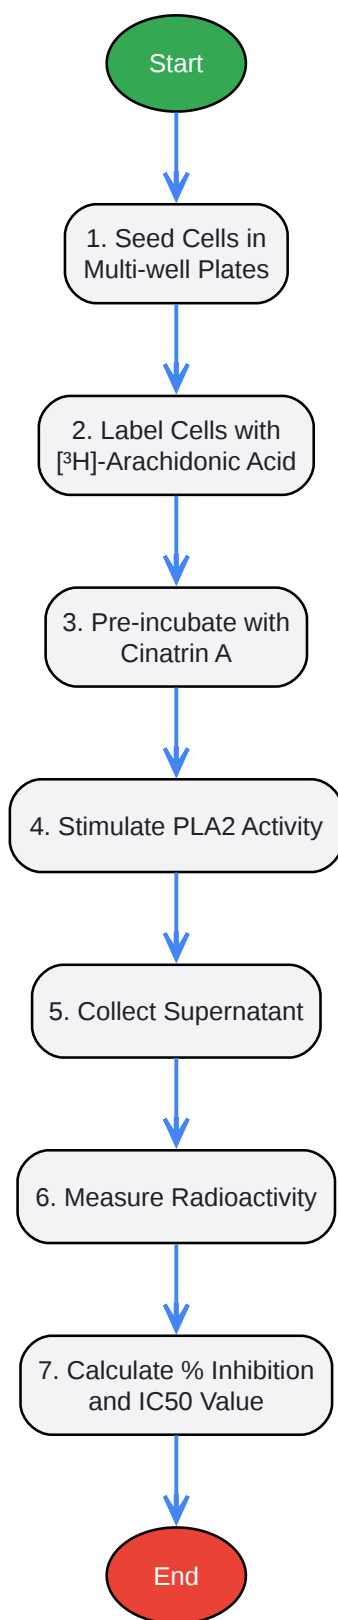 Start
1. Seed Cells in
Multi-well Plates
2. Label Cells with
[³H]-Arachidonic Acid
3. Pre-incubate with
Cinatrin A
4. Stimulate PLA2 Activity
5. Collect Supernatant
6. Measure Radioactivity
7. Calculate % Inhibition
and IC50 Value
End